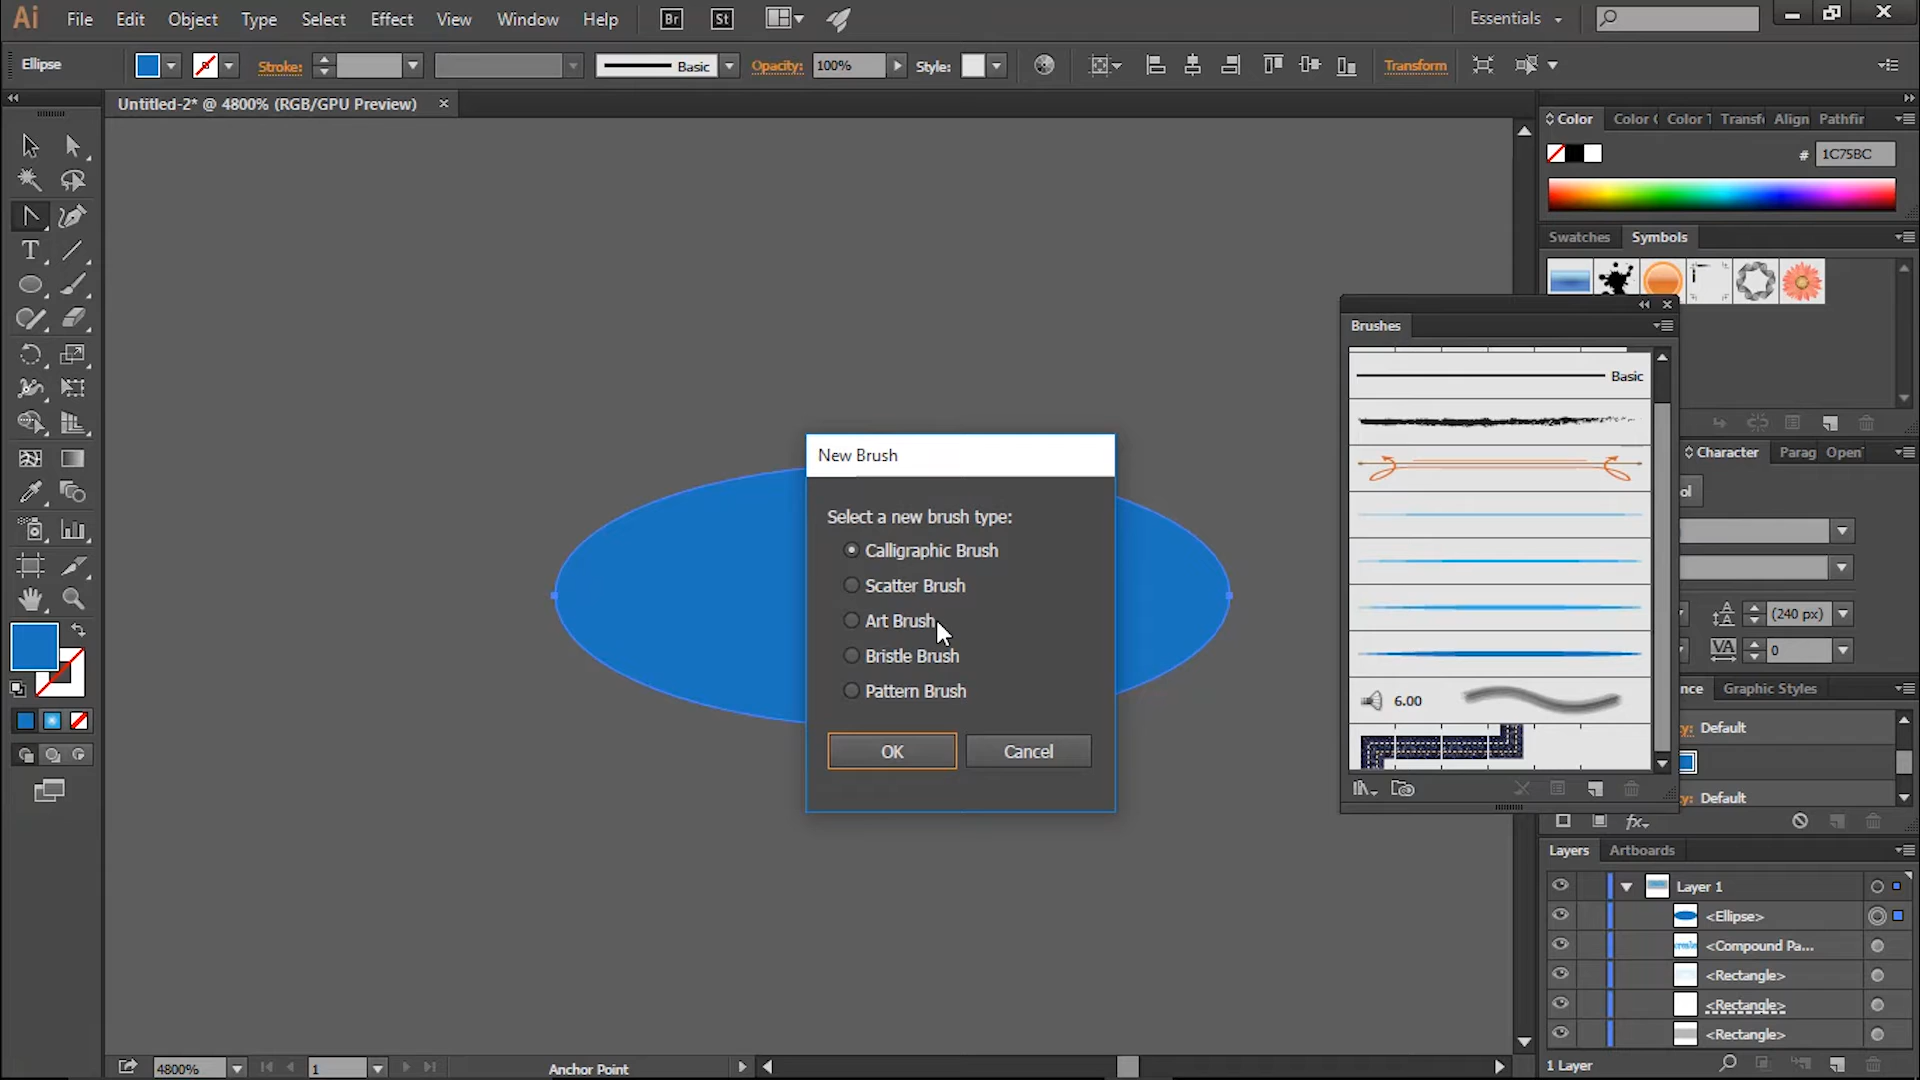 Ai File Edit Object Type Select Effect View Window Help Br St Essentials
Ellipse Stroke: Basic Opacity: 100% Style: Transform
Untitled-2* @ 4800% (RGB/GPU Preview)
Color Color Color T Transf Align Pathfir
# 1C75BC
Swatches Symbols
Brushes
Basic
6.00
New Brush
Select a new brush type:
Calligraphic Brush
Scatter Brush
Art Brush
Bristle Brush
Pattern Brush
OK Cancel
Character Parag Open
ol
(240 px)
VA 0
nce Graphic Styles
y: Default
y: Default
fx
Layers Artboards
Layer 1
<Ellipse>
<Compound Pa...
<Rectangle>
<Rectangle>
<Rectangle>
1 Layer
4800% 1 Anchor Point